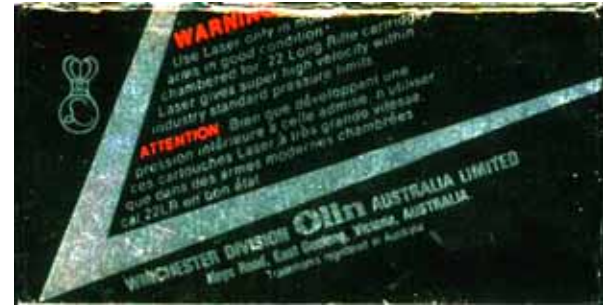 WARNING
Use Laser only in
arms in good condition
chambered for .22 Long Rifle cartridges
Laser gives super high velocity within
industry standard pressure limits
ATTENTION Bien que développant une
pression intérieure à celle admise, n'utiliser
ces cartouches Laser à très grande vitesse
que dans des armes modernes chambrées
cal 22LR en bon état
WINCHESTER DIVISION Olin AUSTRALIA LIMITED
Road, East Geelong, Victoria, AUSTRALIA.
Trademarks registered in Australia